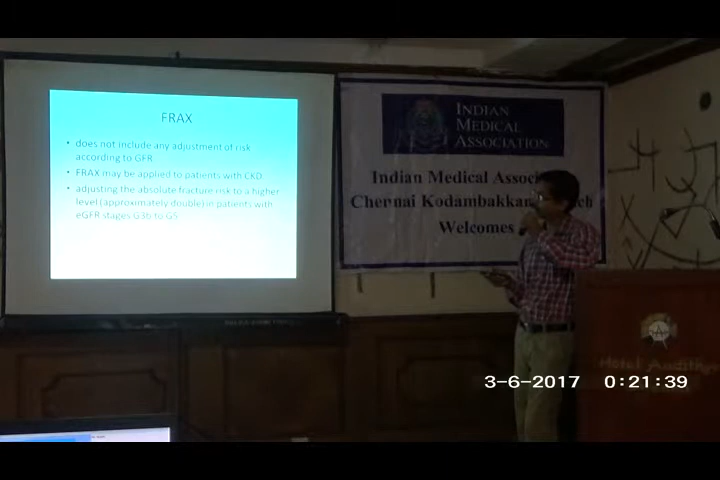 FRAX
• does not include any adjustment of risk
according to GFR
• FRAX may be applied to patients with CKD
• adjusting the absolute fracture risk to a higher
level (approximately double) in patients with
eGFR stages G3b to G5
INDIAN
MEDICAL
ASSOCIATION
Indian Medical
Chennai Kodambakkam
Welcomes
Hotel
3-6-2017 0:21:39